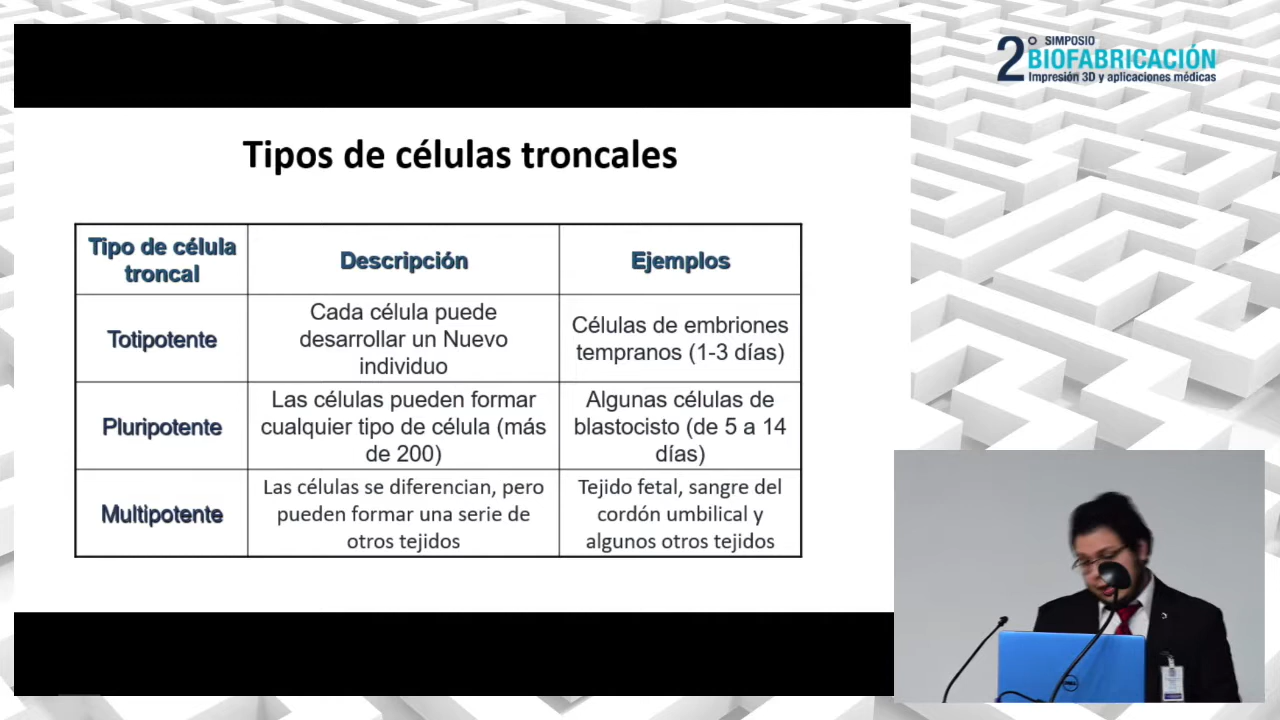 2° SIMPOSIO
BIOFABRICACIÓN
Impresión 3D y aplicaciones médicas
Tipos de células troncales
Tipo de célula
troncal
Descripción
Ejemplos
Totipotente
Cada célula puede
desarrollar un Nuevo
individuo
Células de embriones
tempranos (1-3 días)
Pluripotente
Las células pueden formar
cualquier tipo de célula (más
de 200)
Algunas células de
blastocisto (de 5 a 14
días)
Multipotente
Las células se diferencian, pero
pueden formar una serie de
otros tejidos
Tejido fetal, sangre del
cordón umbilical y
algunos otros tejidos
DELL